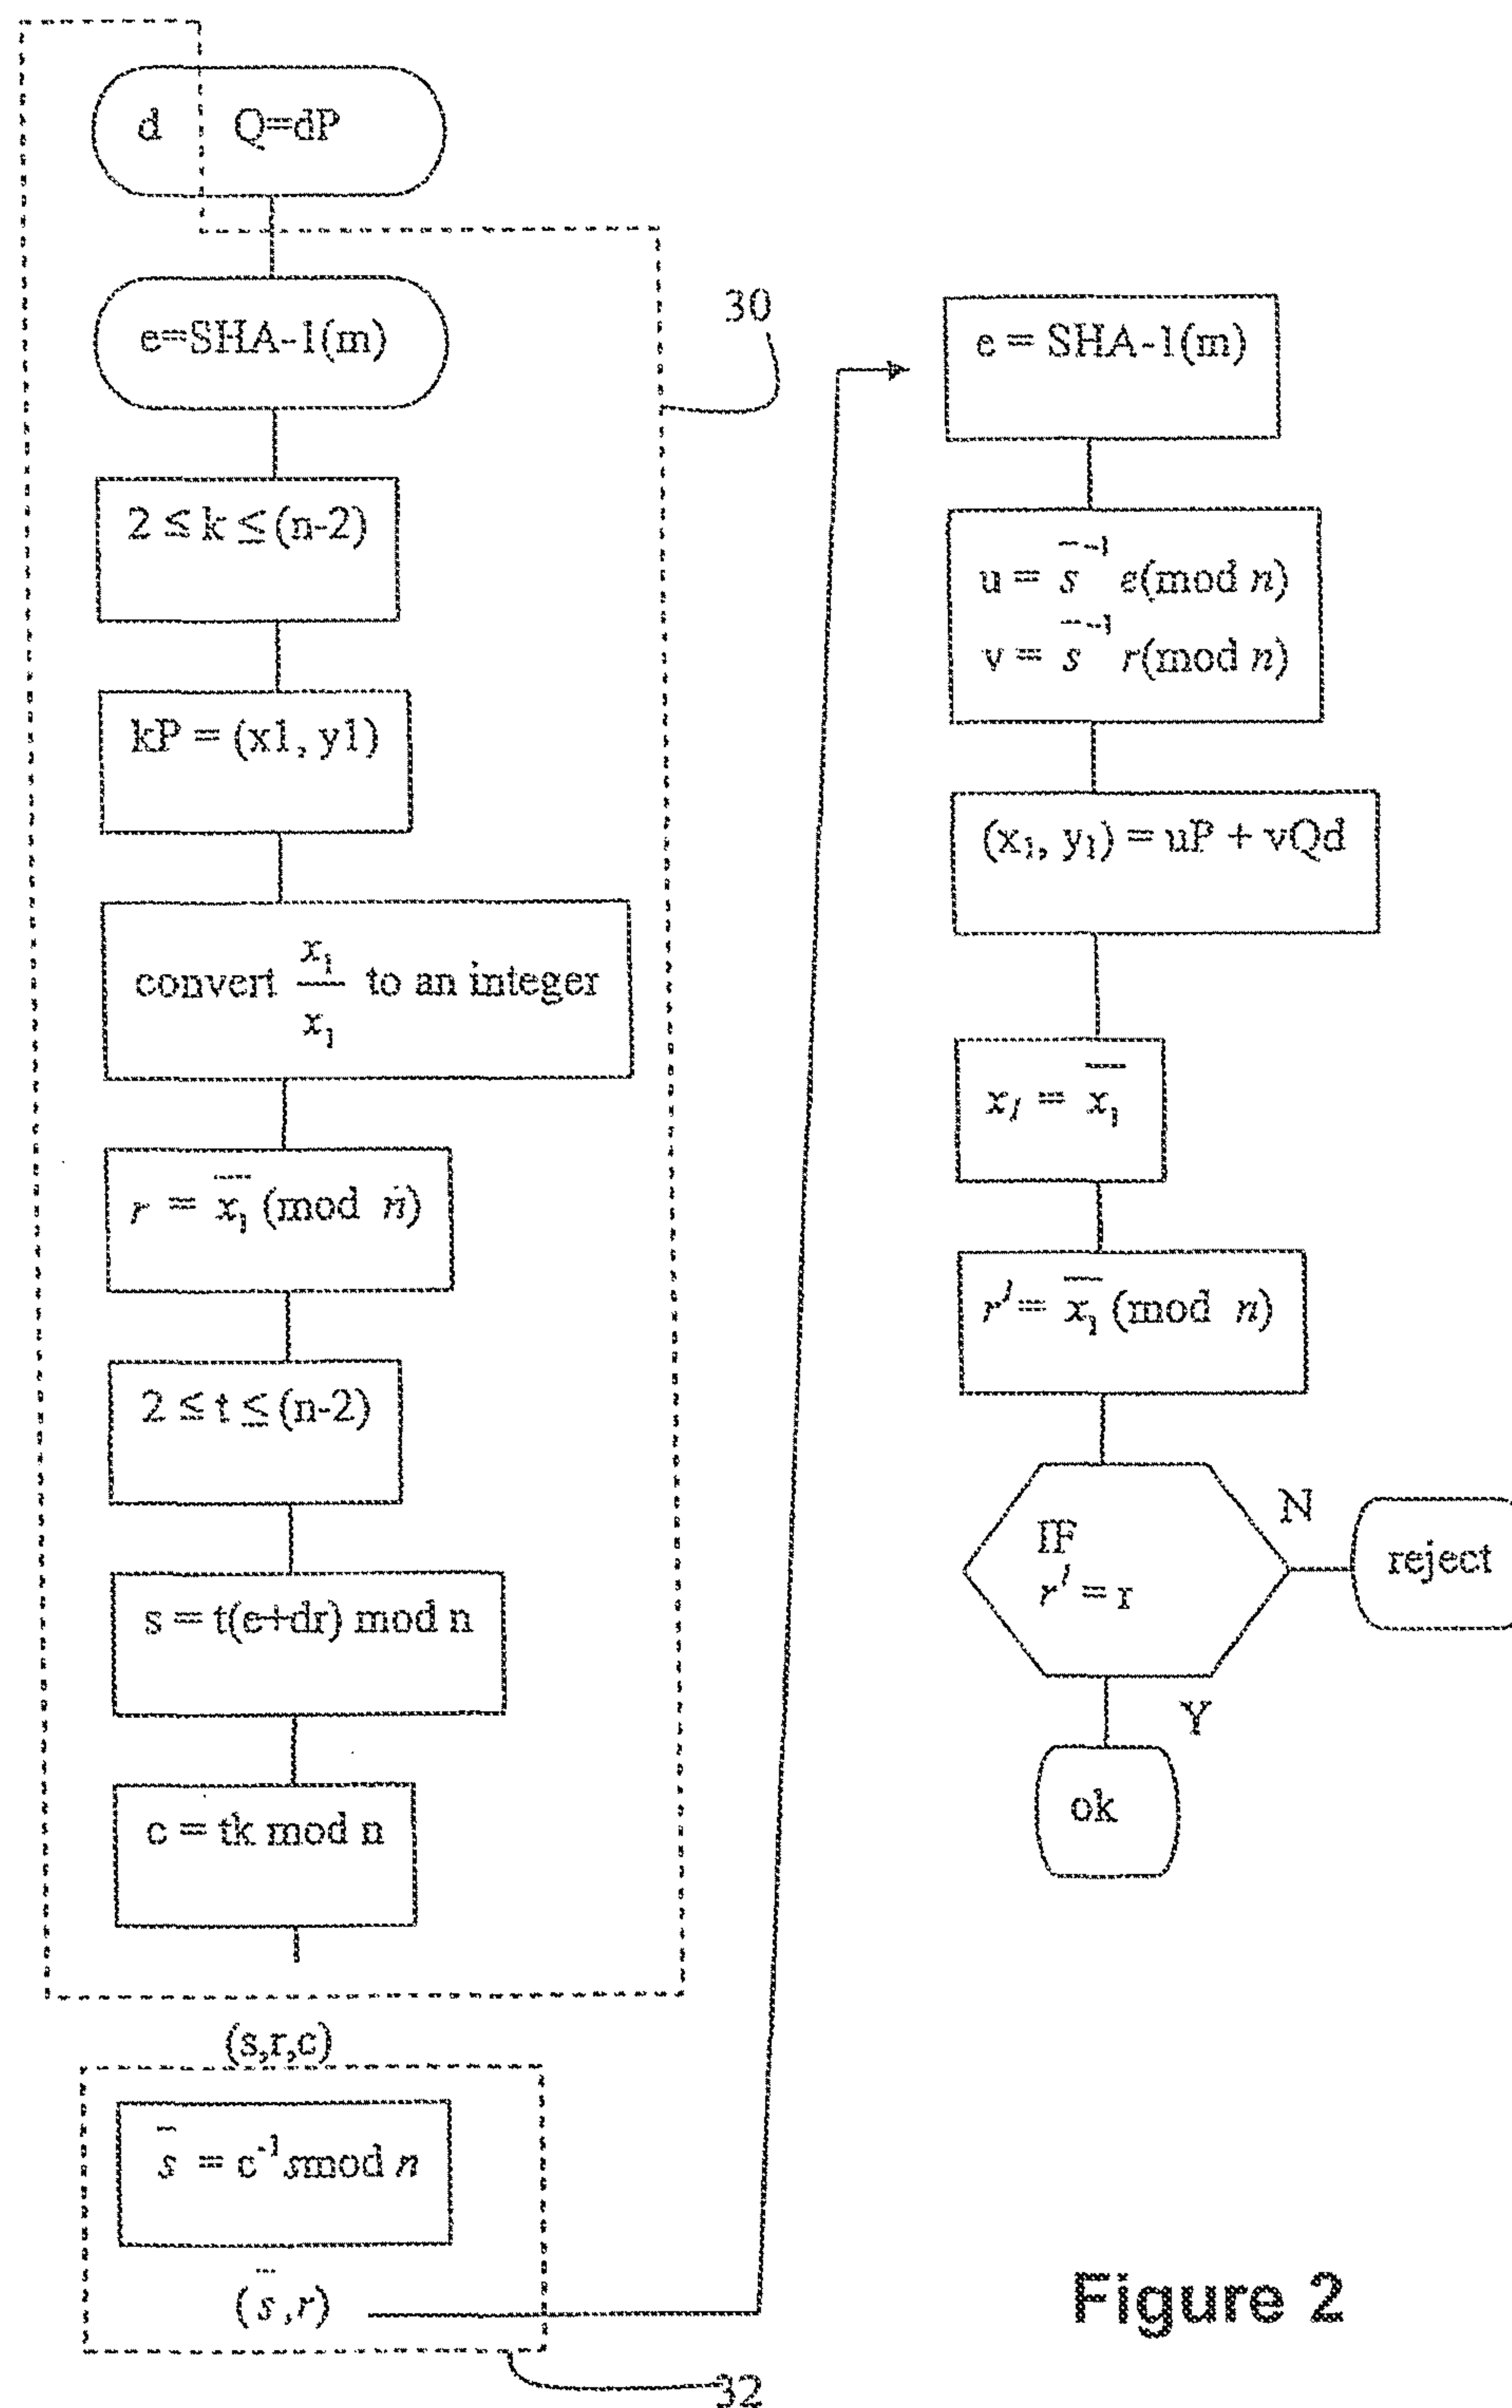 d Q=dP
e=SHA-1(m)
2 ≤ k ≤ (n-2)
kP = (x1, y1)
convert x₁/x₁ to an integer
r = x̅₁ (mod n)
2 ≤ t ≤ (n-2)
s = t(e+dr) mod n
c = tk mod n
(s,r,c)
s̅ = c⁻¹smod n
(s̅,r)
30
32
e = SHA-1(m)
u = s̅⁻¹ e(mod n)
v = s̅⁻¹ r(mod n)
(x₁, y₁) = uP + vQd
x₁ = x̅₁
r' = x̅₁ (mod n)
IF
r' = r
N
reject
Y
ok
Figure 2